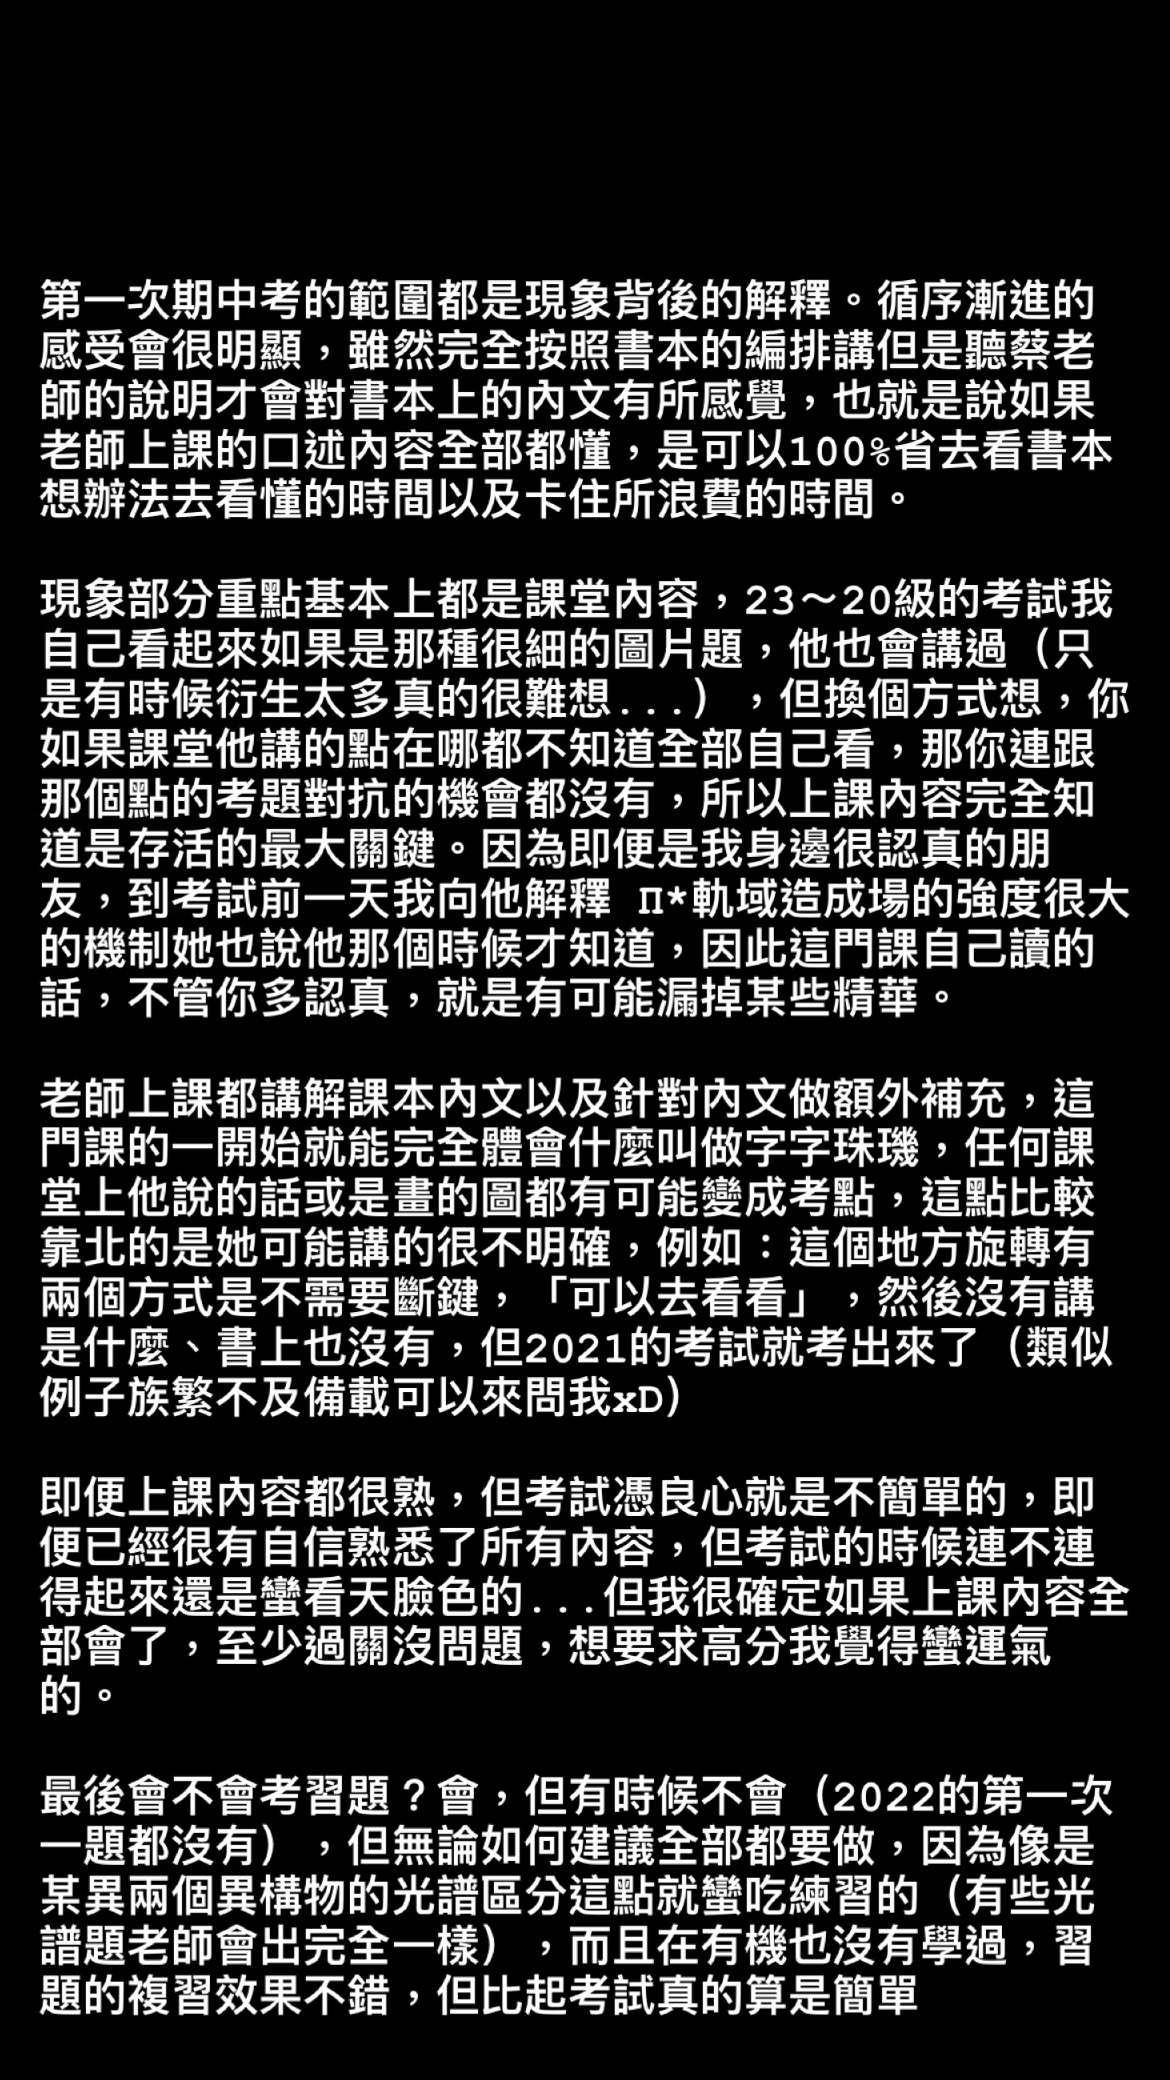 第一次期中考的範圍都是現象背後的解釋。循序漸進的
感受會很明顯，雖然完全按照書本的編排講但是聽蔡老
師的說明才會對書本上的內文有所感覺，也就是說如果
老師上課的口述內容全部都懂，是可以100%省去看書本
想辦法去看懂的時間以及卡住所浪費的時間。
現象部分重點基本上都是課堂內容，23～20級的考試我
自己看起來如果是那種很細的圖片題，他也會講過（只
是有時候衍生太多真的很難想...），但換個方式想，你
如果課堂他講的點在哪都不知道全部自己看，那你連跟
那個點的考題對抗的機會都沒有，所以上課內容完全知
道是存活的最大關鍵。因為即便是我身邊很認真的朋
友，到考試前一天我向他解釋 π*軌域造成場的強度很大
的機制她也說他那個時候才知道，因此這門課自己讀的
話，不管你多認真，就是有可能漏掉某些精華。
老師上課都講解課本內文以及針對內文做額外補充，這
門課的一開始就能完全體會什麼叫做字字珠璣，任何課
堂上他說的話或是畫的圖都有可能變成考點，這點比較
靠北的是她可能講的很不明確，例如：這個地方旋轉有
兩個方式是不需要斷鍵，「可以去看看」，然後沒有講
是什麼、書上也沒有，但2021的考試就考出來了（類似
例子族繁不及備載可以來問我xD）
即便上課內容都很熟，但考試憑良心就是不簡單的，即
便已經很有自信熟悉了所有內容，但考試的時候連不連
得起來還是蠻看天臉色的...但我很確定如果上課內容全
部會了，至少過關沒問題，想要求高分我覺得蠻運氣
的。
最後會不會考習題？會，但有時候不會（2022的第一次
一題都沒有），但無論如何建議全部都要做，因為像是
某異兩個異構物的光譜區分這點就蠻吃練習的（有些光
譜題老師會出完全一樣），而且在有機也沒有學過，習
題的複習效果不錯，但比起考試真的算是簡單